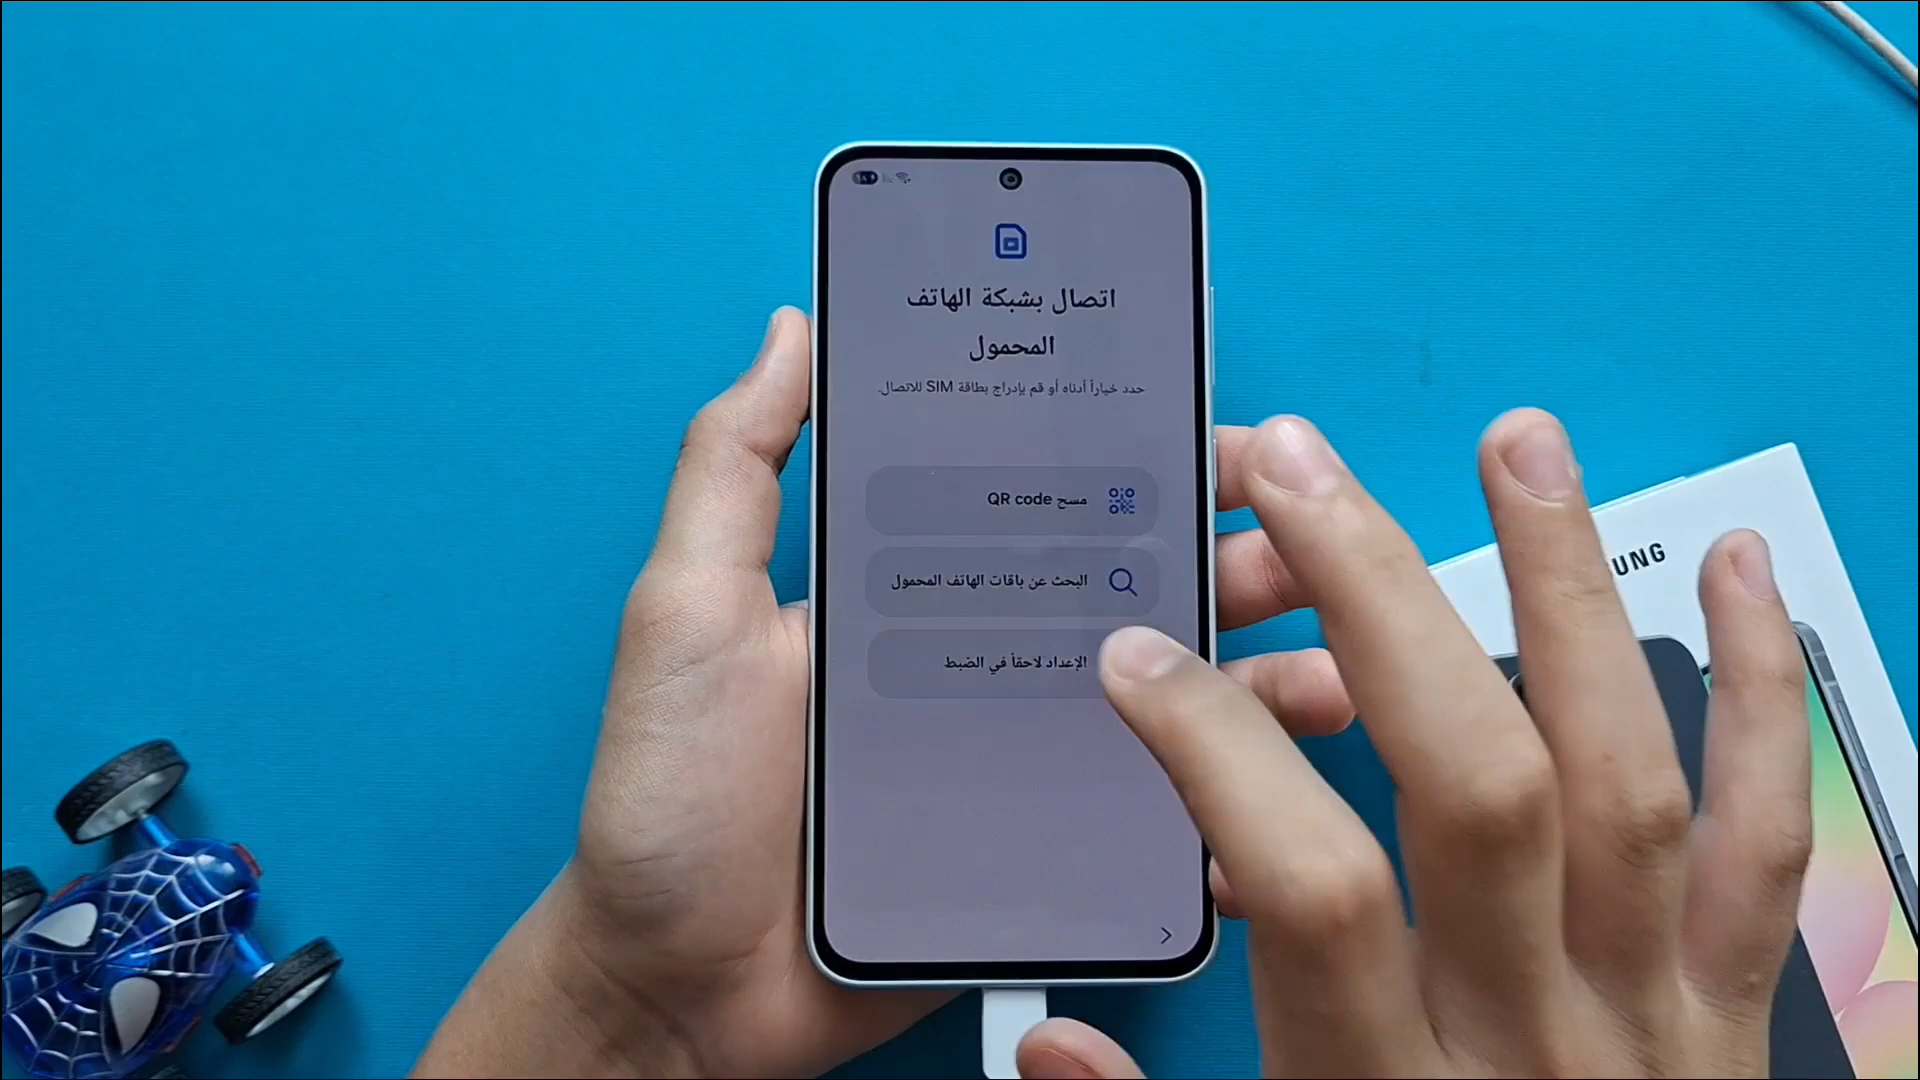 اتصال بشبكة الهاتف
المحمول
حدد خياراً أدناه أو قم بإدراج بطاقة SIM للاتصال.
مسح QR code
البحث عن باقات الهاتف المحمول
الإعداد لاحقاً في الضبط
UNG